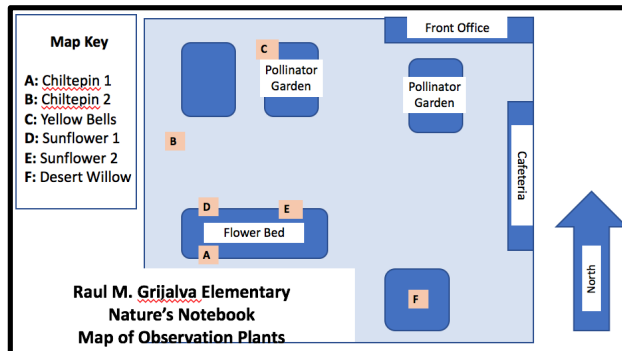 Map Key
A: Chiltepin 1
B: Chiltepin 2
C: Yellow Bells
D: Sunflower 1
E: Sunflower 2
F: Desert Willow
Front Office
C
Pollinator
Garden
Pollinator
Garden
B
Cafeteria
D
E
Flower Bed
A
F
North
Raul M. Grijalva Elementary
Nature's Notebook
Map of Observation Plants